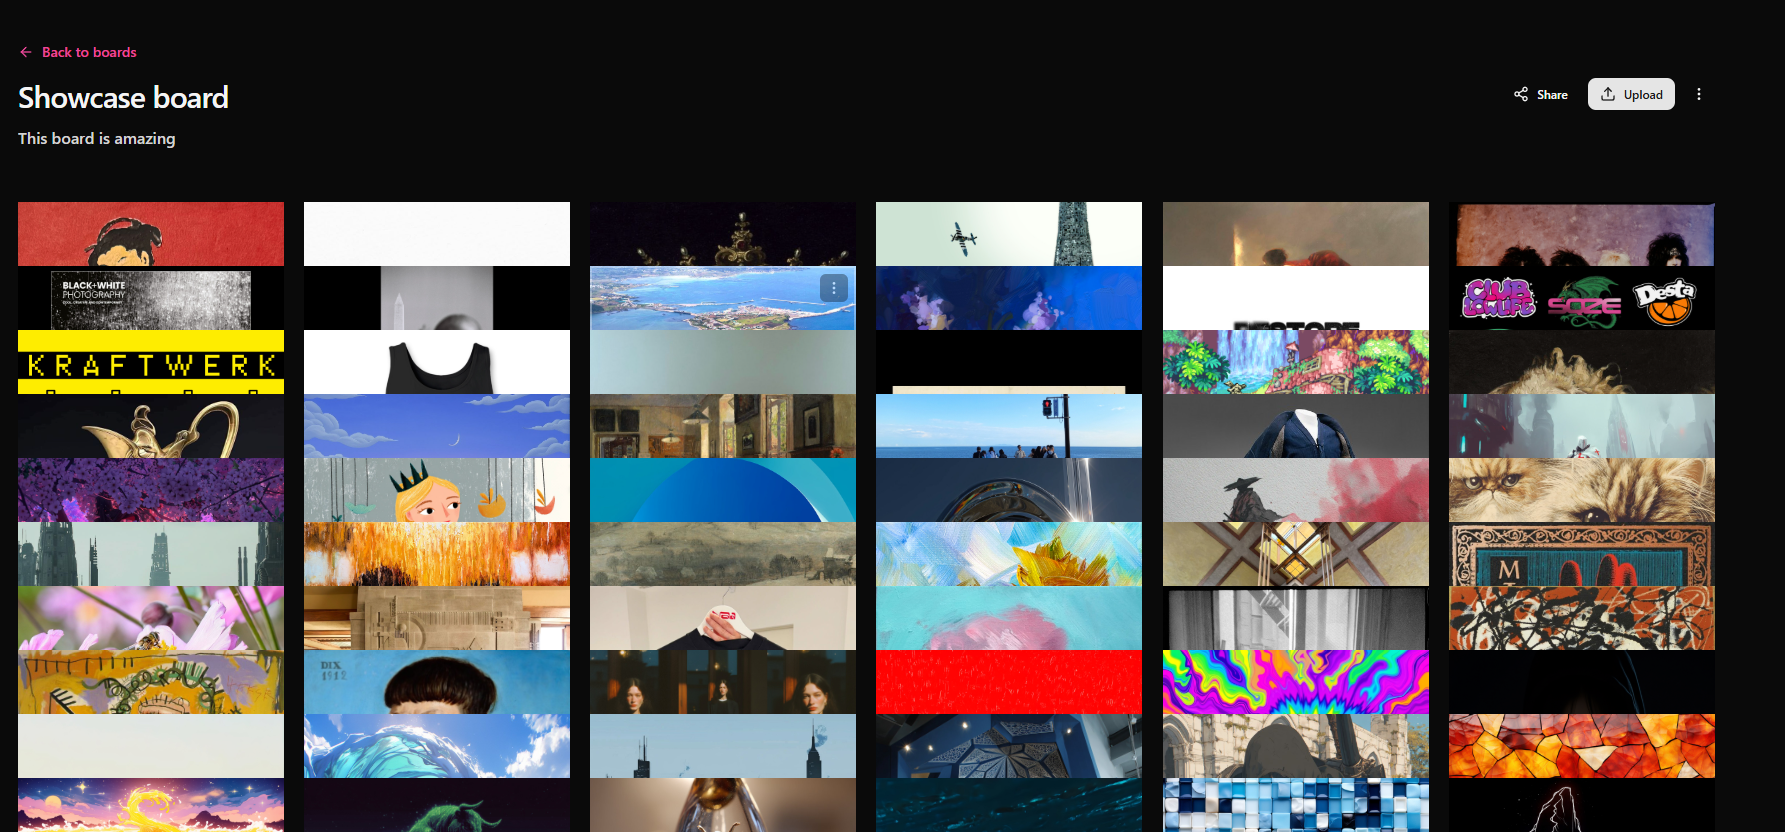 Back to boards
Showcase board
Share
Upload
This board is amazing
BLACK+WHITE
PHOTOGRAPHY
CLUB
LOWLIFE
SOZE
Desta
KRAFTWERK
DIX
1912
M